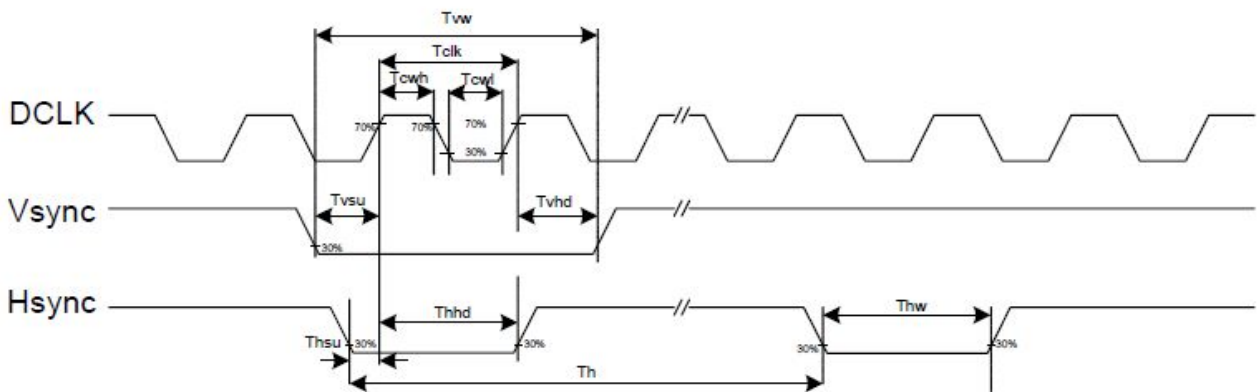 Tvw
Tclk
Tcwh
Tcwl
DCLK
70%
70%
70%
30%
Vsync
Tvsu
Tvhd
30%
Hsync
Thhd
Thw
Thsu
30%
30%
30%
30%
Th